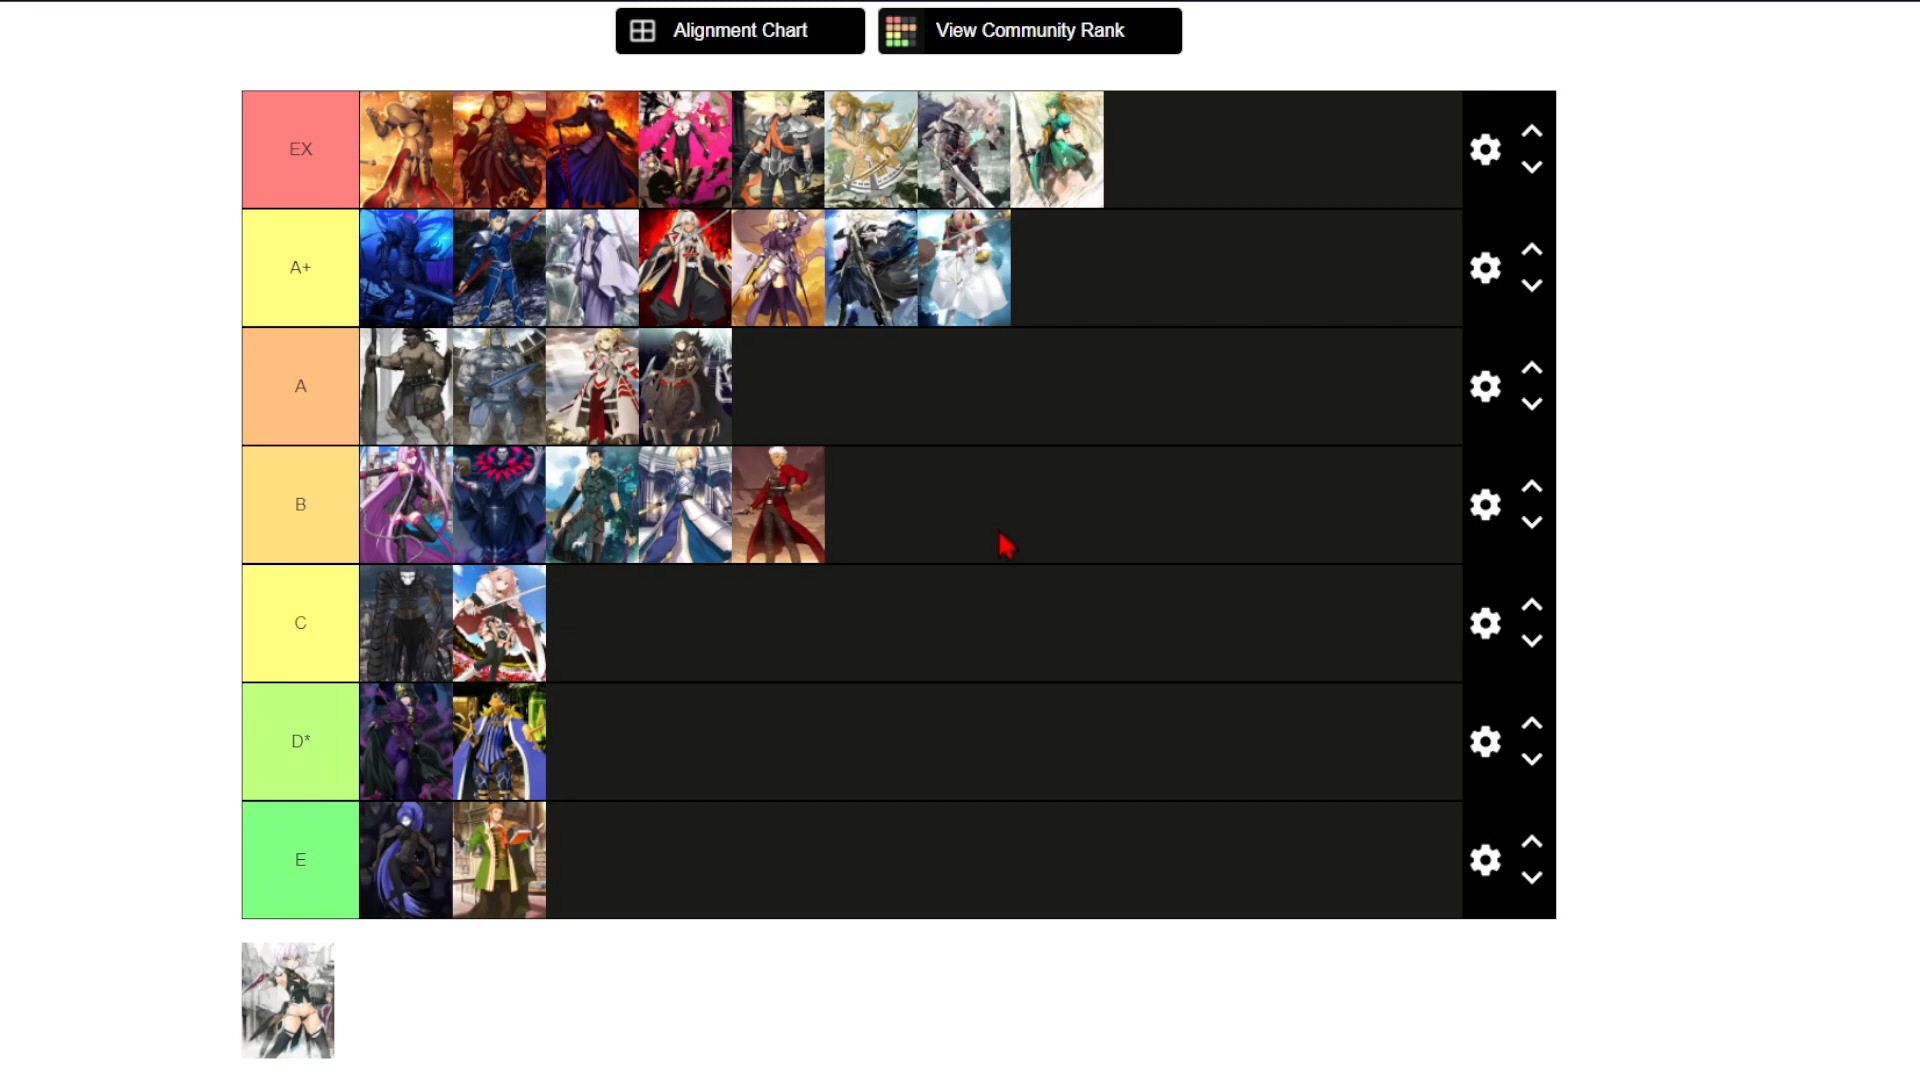 Alignment Chart
View Community Rank
EX
A+
A
B
C
D*
E